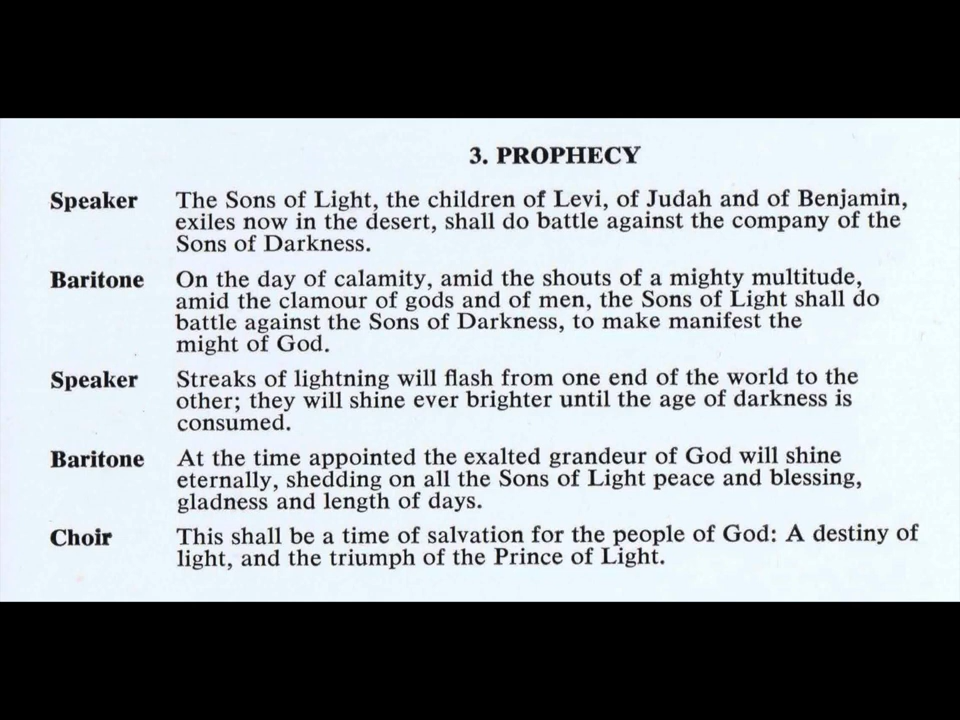 3. PROPHECY
Speaker The Sons of Light, the children of Levi, of Judah and of Benjamin,
exiles now in the desert, shall do battle against the company of the
Sons of Darkness.
Baritone On the day of calamity, amid the shouts of a mighty multitude,
amid the clamour of gods and of men, the Sons of Light shall do
battle against the Sons of Darkness, to make manifest the
might of God.
Speaker Streaks of lightning will flash from one end of the world to the
other; they will shine ever brighter until the age of darkness is
consumed.
Baritone At the time appointed the exalted grandeur of God will shine
eternally, shedding on all the Sons of Light peace and blessing,
gladness and length of days.
Choir This shall be a time of salvation for the people of God: A destiny of
light, and the triumph of the Prince of Light.